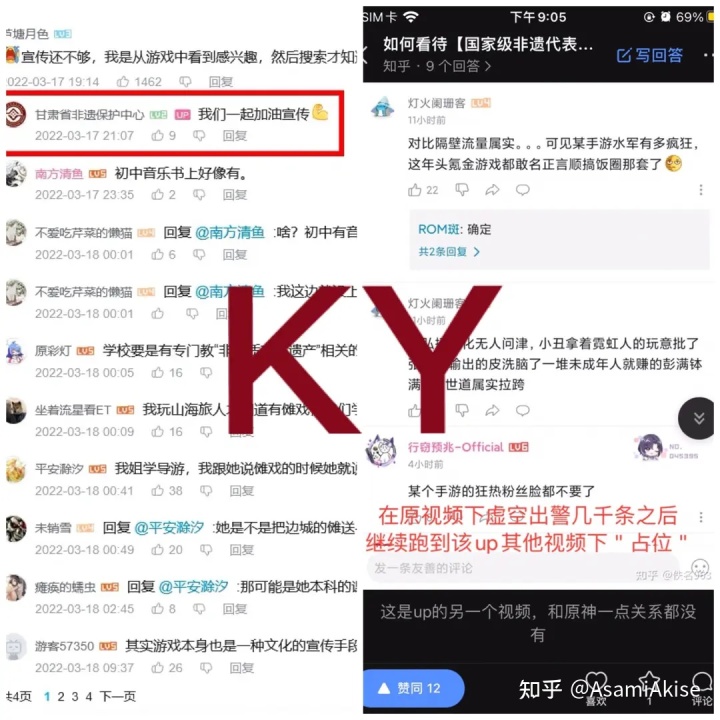 芦塘月色 LV5
宣传还不够，我是从游戏中看到感兴趣，然后搜索才知
2022-03-17 19:14 1462 回复
甘肃省非遗保护中心 LV2 UP 我们一起加油宣传
2022-03-17 21:07 9 回复
南方清鱼 LV5 初中音乐书上好像有。
2022-03-17 23:35 2 回复
不爱吃芹菜的懒猫 LV4 回复 @南方清鱼 :啥？初中有音
2022-03-18 00:01 6 回复
不爱吃芹菜的懒猫 LV4 回复 @南 :我这边
2022-03-18 00:01 回复
原彩灯 LV5 学校要是有专门教"非 产"相关的
2022-03-18 00:05 16 回复
坐着流星看ET LV5 我玩山海旅人 道有傩戏
2022-03-18 00:09 16 回复
平安滁汐 LV5 我姐学导游，我跟她说傩戏的时候她就
2022-03-18 00:41 38 回复
未销雪 LV4 回复 @平安滁汐 :她是不是把边城的傩送
2022-03-18 00:49 20 回复
瘫痪的蠕虫 LV5 回复 @平安滁汐 :那可能是她本科的
2022-03-18 02:45 8 回复
游客57350 LV5 其实游戏本身也是一种文化的宣传手段
2022-03-18 09:37 26 回复
共4页 1 2 3 4 下一页
KY
SIM卡 下午9:05 69%
如何看待【国家级非遗代表...
知乎 · 9个回答 >
写回答
灯火阑珊客 LV4
11小时前
对比隔壁流量属实。。。可见某手游水军有多疯狂，
这年头氪金游戏都敢名正言顺搞饭圈那套了
22
ROM斑: 确定
共2条回复 >
灯火阑珊客
小时前
化无人问津，小丑拿着霓虹人的玩意批了
输出的皮洗脑了一堆未成年人就赚的彭满钵
满 世道属实拉跨
行窃预兆-Official LV6
NO.
045395
4小时前
某个手游的狂热粉丝脸都不要了
在原视频下虚空出警几千条之后
继续跑到该up其他视频下"占位"
发一条友善的评论
这是up的另一个视频，和原神一点关系都没
有
赞同 12
喜欢
1
评论
知乎 @AsamiAkise